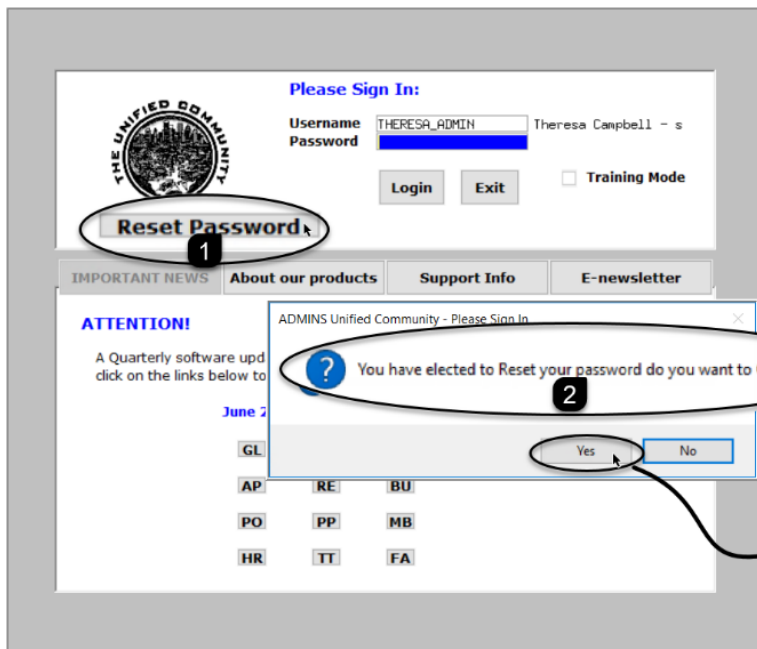 THE UNIFIED COMMUNITY
Please Sign In:
Username THERESA_ADMIN Theresa Campbell - s
Password
Login Exit Training Mode
Reset Password
1
IMPORTANT NEWS About our products Support Info E-newsletter
ATTENTION!
ADMINS Unified Community - Please Sign In
A Quarterly software upd
click on the links below to
You have elected to Reset your password do you want to
2
June 2
GL
Yes No
AP RE BU
PO PP MB
HR TT FA